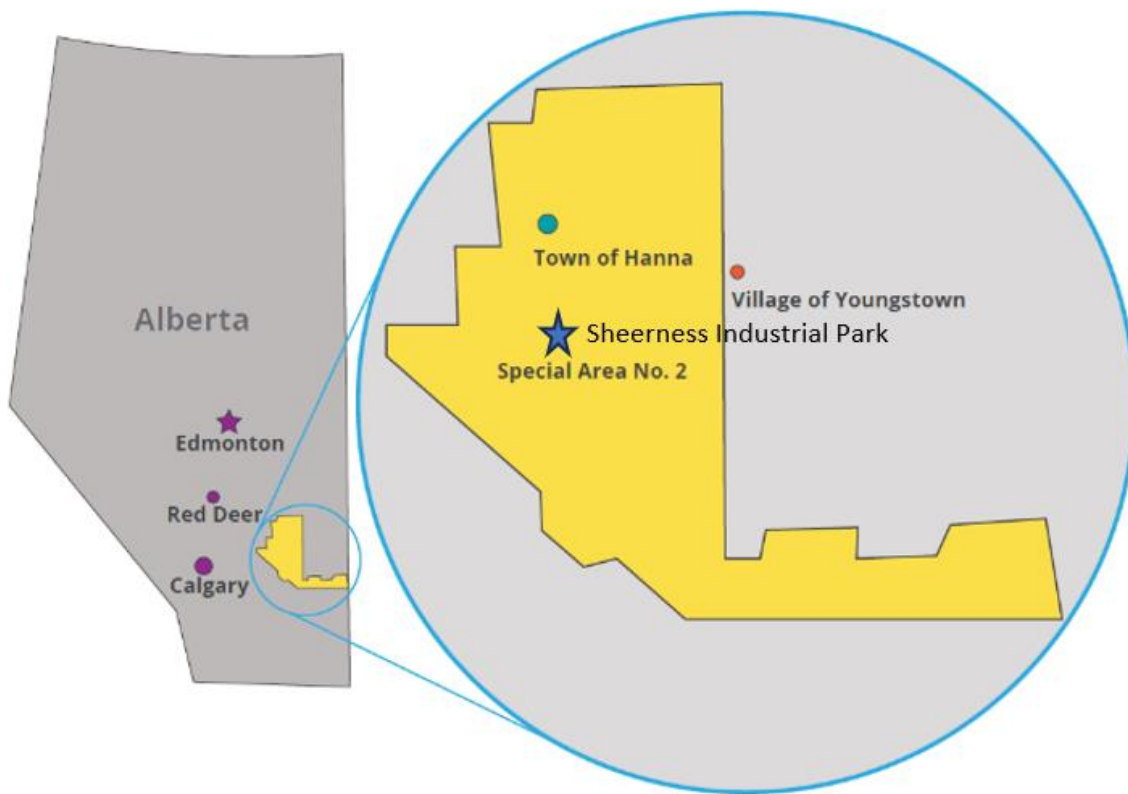 Alberta
Edmonton
Red Deer
Calgary
Town of Hanna
Village of Youngstown
Sheerness Industrial Park
Special Area No. 2